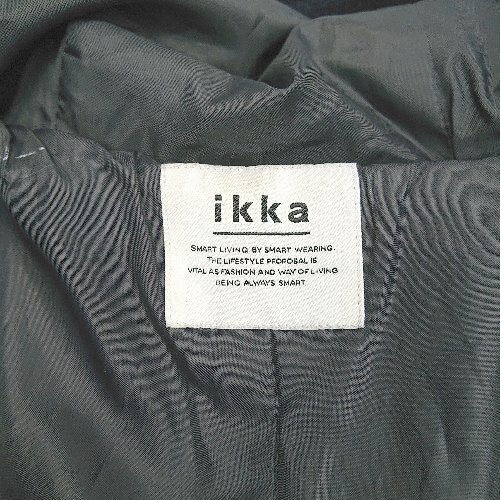 ikka
SMART LIVING BY SMART WEARING.
THE LIFESTYLE PROPOSAL IS
VITAL AS FASHION AND WAY OF LIVING
BEING ALWAYS SMART.